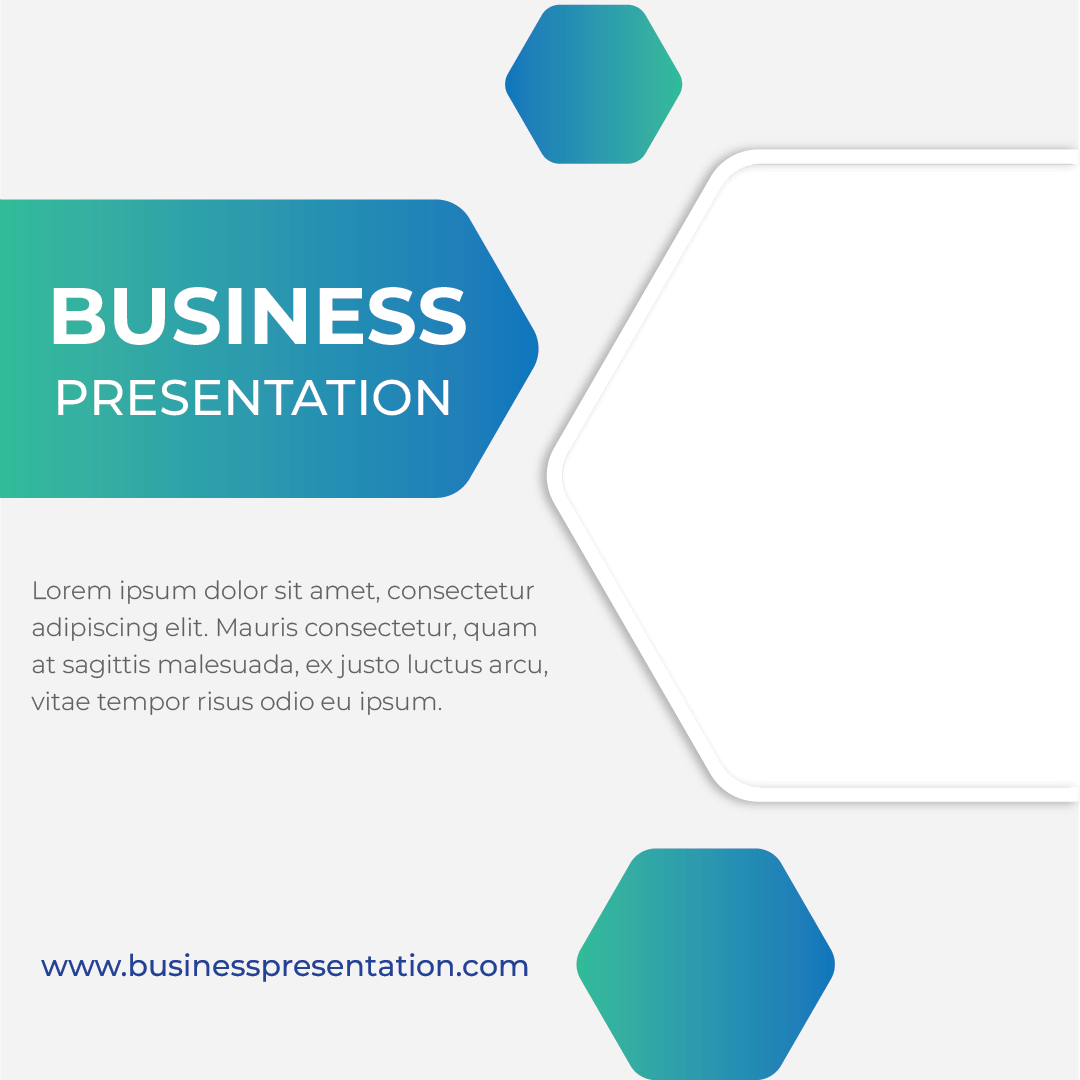 BUSINESS
PRESENTATION
Lorem ipsum dolor sit amet, consectetur
adipiscing elit. Mauris consectetur, quam
at sagittis malesuada, ex justo luctus arcu,
vitae tempor risus odio eu ipsum.
www.businesspresentation.com